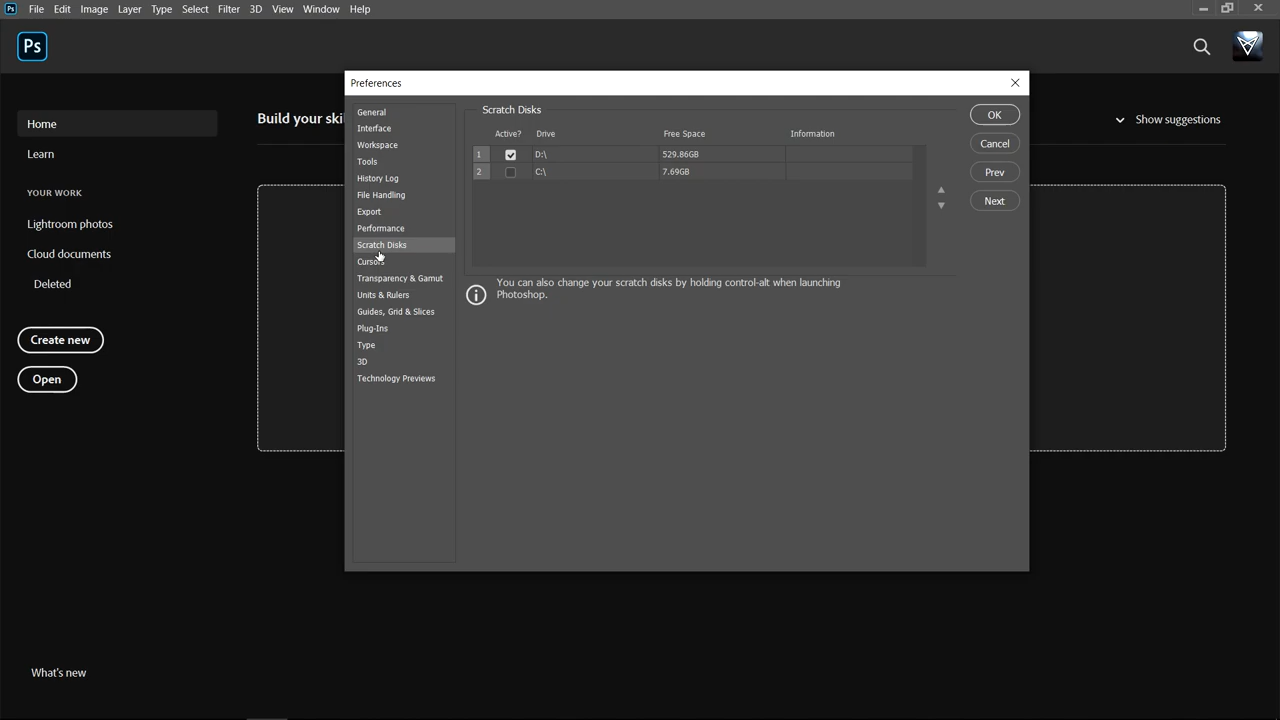 Ps File Edit Image Layer Type Select Filter 3D View Window Help
Ps
Preferences
Home
Learn
YOUR WORK
Lightroom photos
Cloud documents
Deleted
Create new
Open
What's new
Build your ski
Show suggestions
General
Interface
Workspace
Tools
History Log
File Handling
Export
Performance
Scratch Disks
Cursors
Transparency & Gamut
Units & Rulers
Guides, Grid & Slices
Plug-Ins
Type
3D
Technology Previews
Scratch Disks
Active? Drive Free Space Information
1 D:\ 529.86GB
2 C:\ 7.69GB
You can also change your scratch disks by holding control-alt when launching
Photoshop.
OK
Cancel
Prev
Next